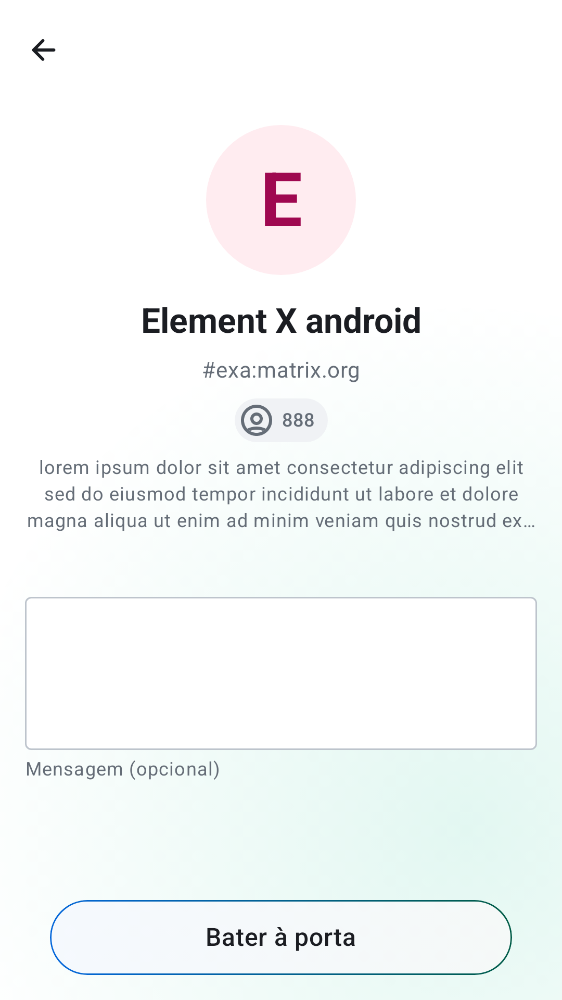 E
Element X android
#exa:matrix.org
888
lorem ipsum dolor sit amet consectetur adipiscing elit
sed do eiusmod tempor incididunt ut labore et dolore
magna aliqua ut enim ad minim veniam quis nostrud ex…
Mensagem (opcional)
Bater à porta